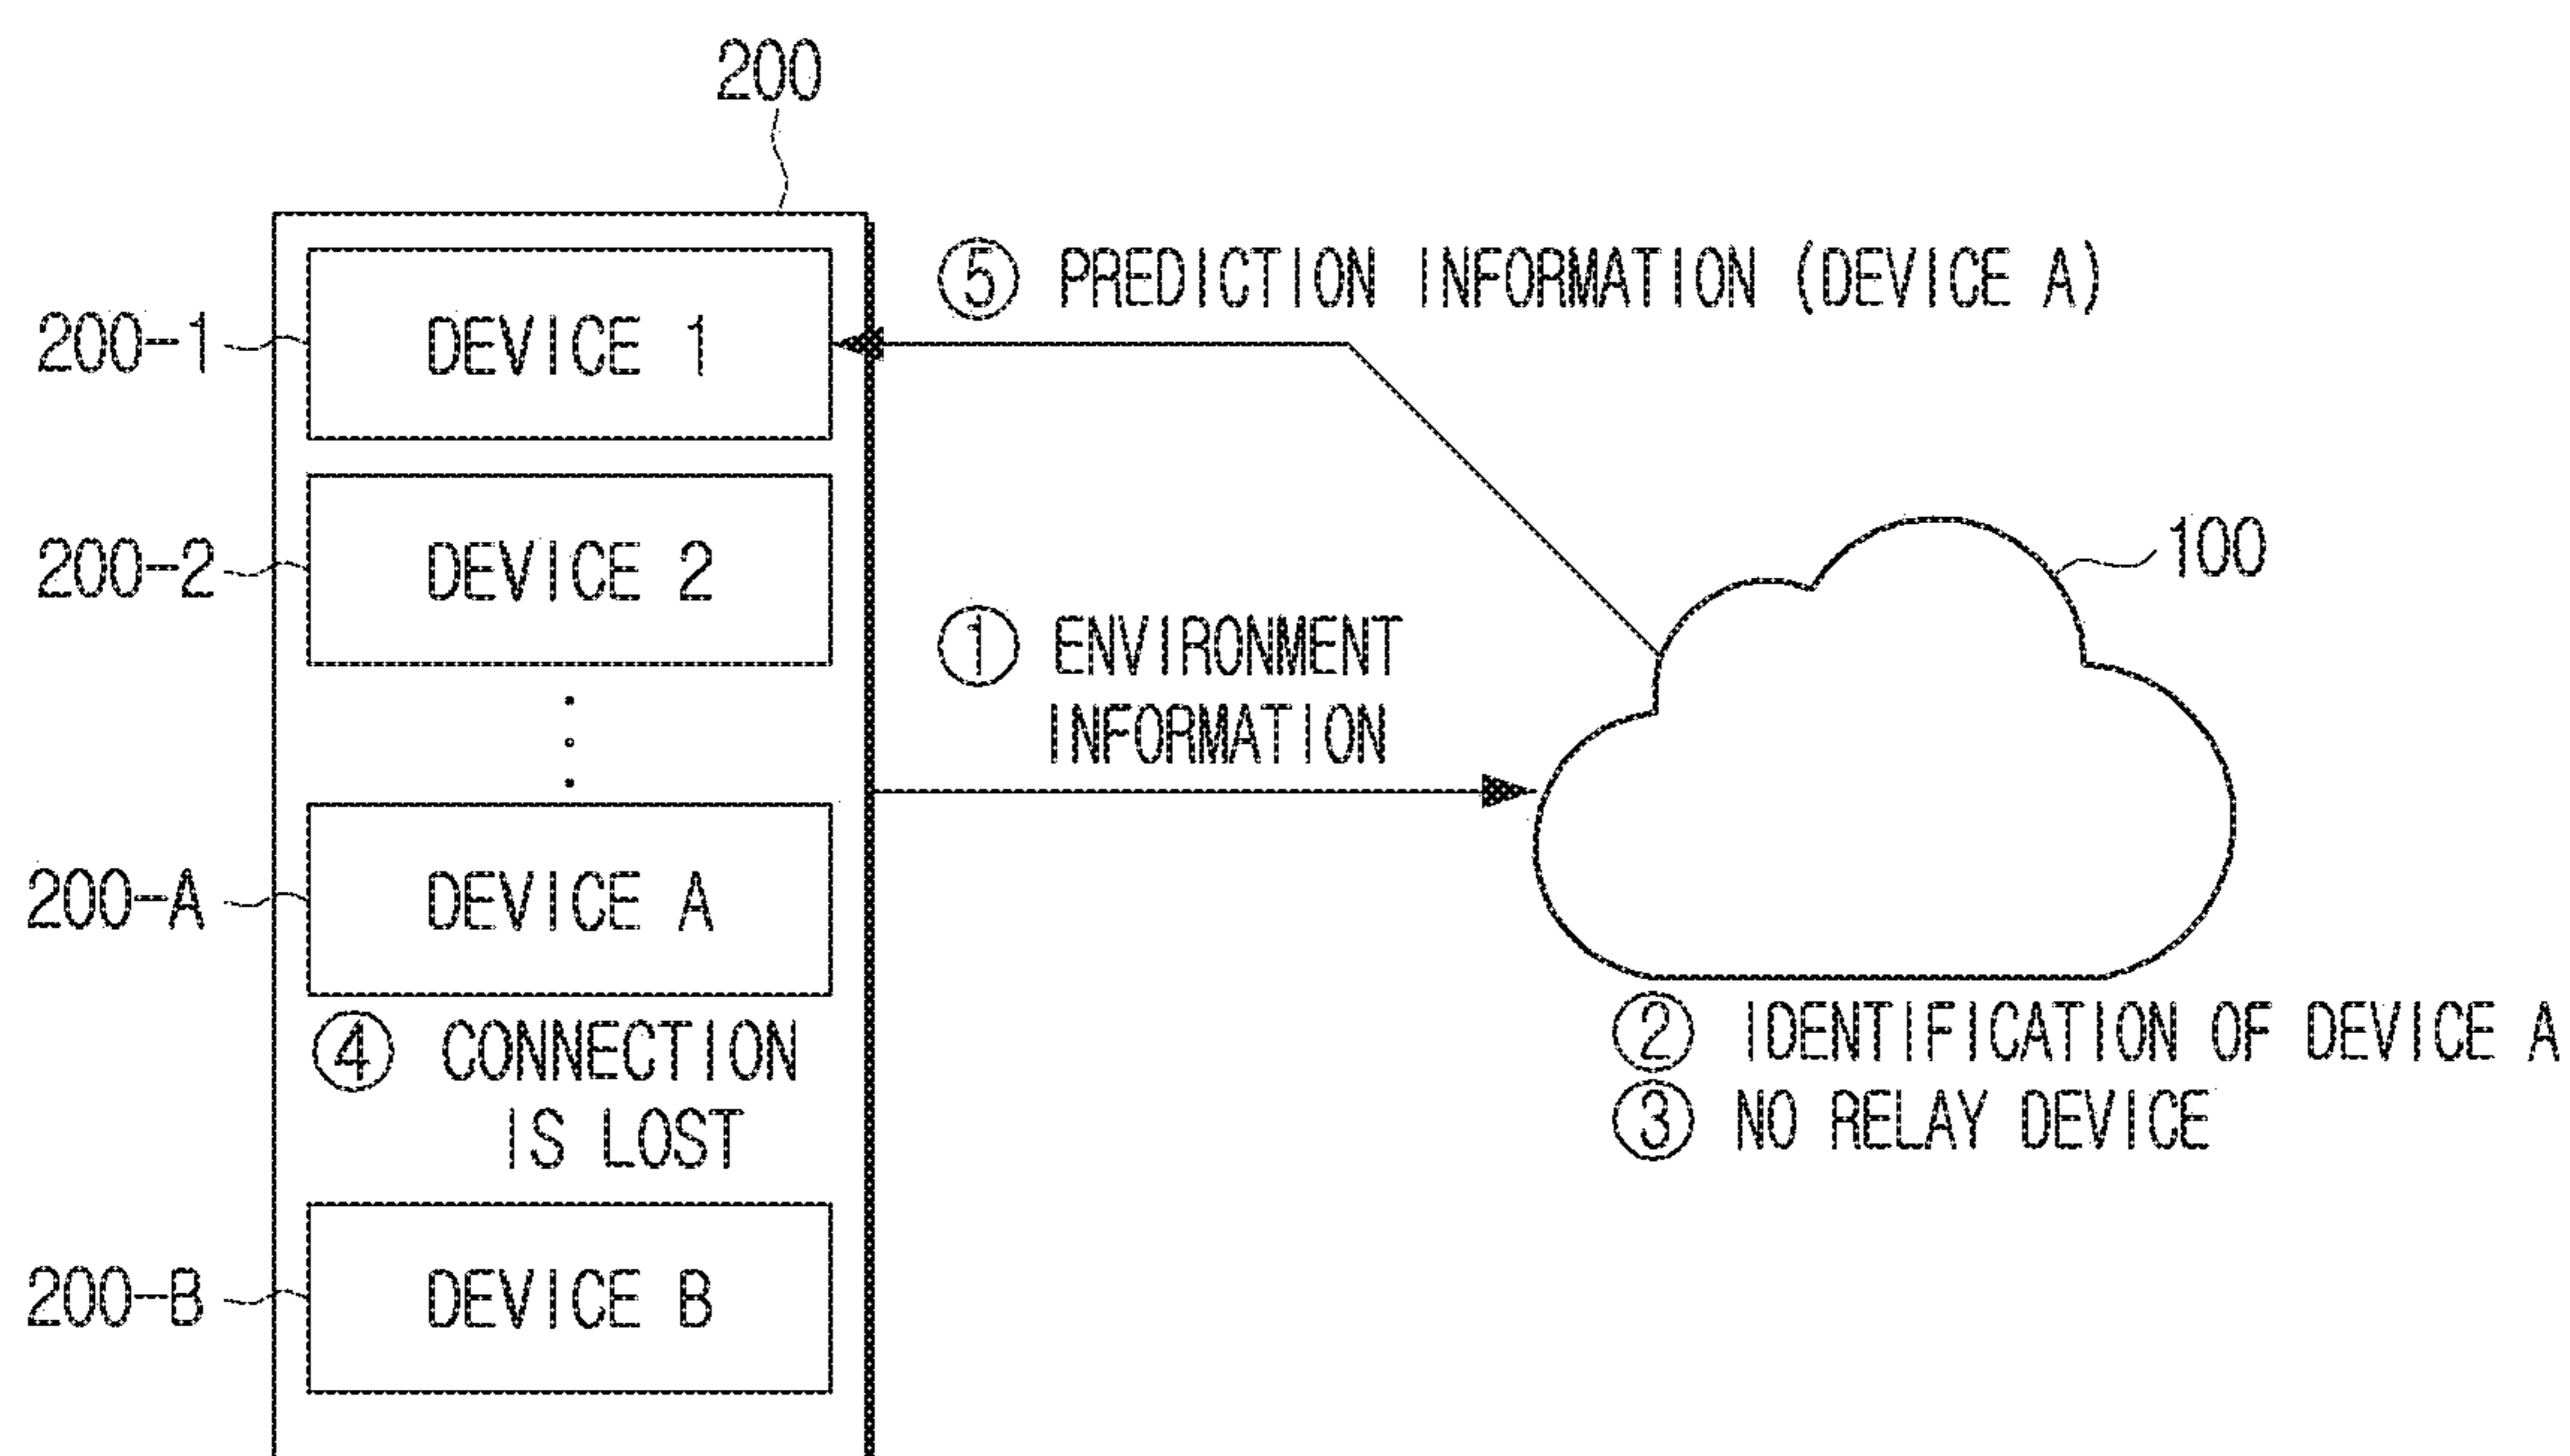 200
200-1
DEVICE 1
⑤ PREDICTION INFORMATION (DEVICE A)
200-2
DEVICE 2
100
① ENVIRONMENT
INFORMATION
200-A
DEVICE A
④ CONNECTION
IS LOST
② IDENTIFICATION OF DEVICE A
③ NO RELAY DEVICE
200-B
DEVICE B